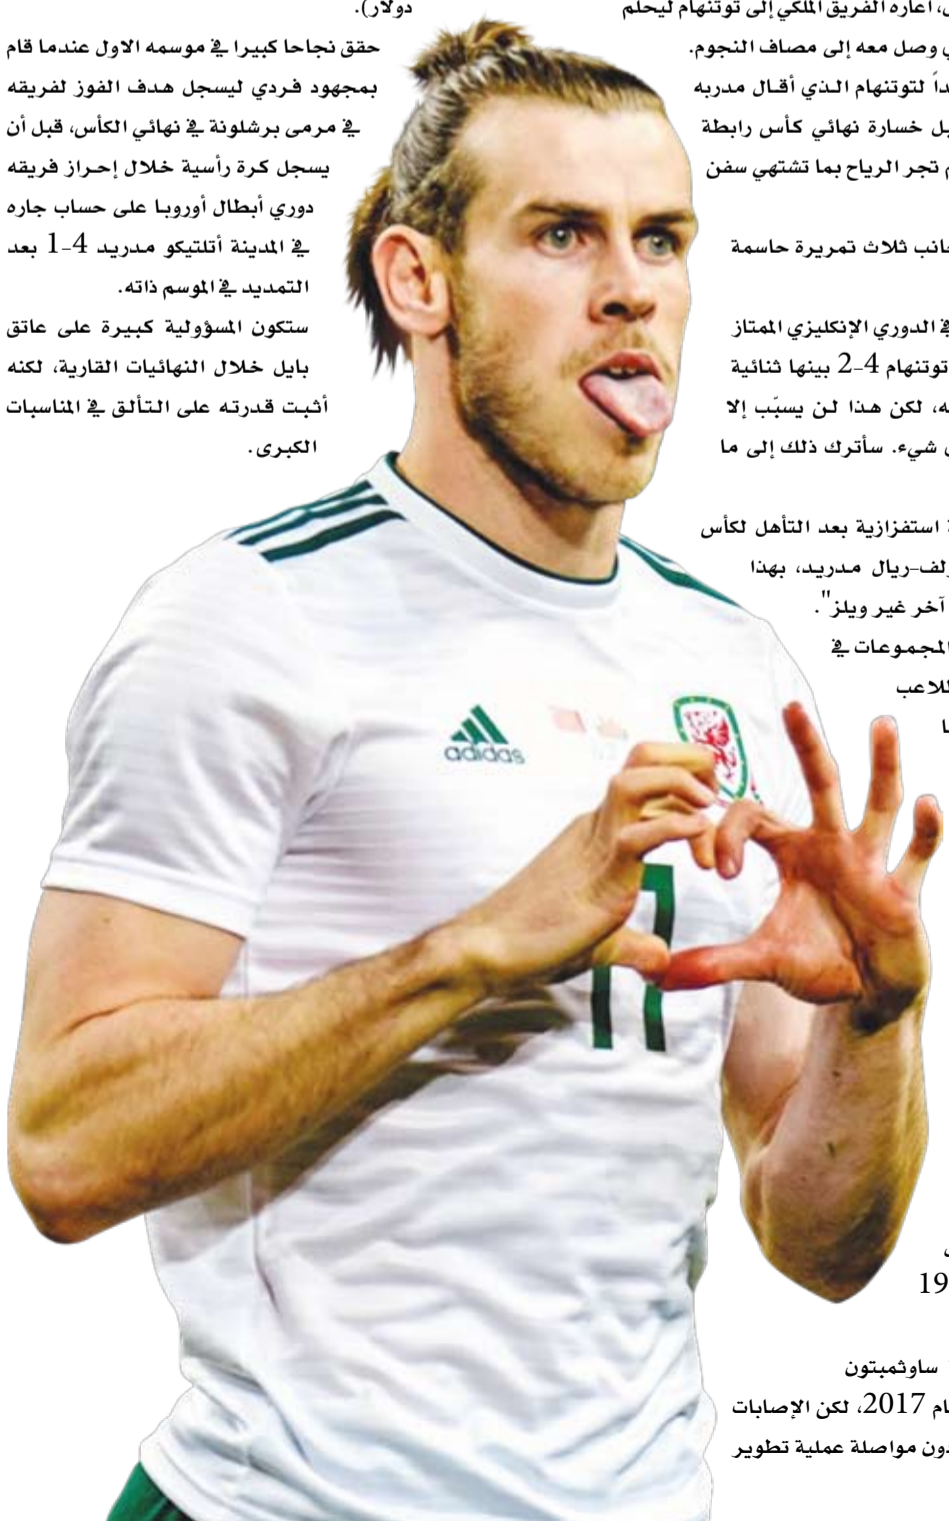 ، أعاره الفريق الملكي إلى توتنهام ليحلم
وصل معه إلى مصاف النجوم.
لتوتنهام الذي أقال مدربه
خسارة نهائي كأس رابطة
تجر الرياح بما تشتهي سفن
ثلاث تمريرة حاسمة
في الدوري الإنكليزي الممتاز
توتنهام 4-2 بينها ثنائية
، لكن هذا لن يسبّب إلا
شيء. سأترك ذلك إلى ما
استفزازية بعد التأهل لكأس
-ريال مدريد، بهذا
آخر غير ويلز".
المجموعات في
19
ساوثمبتون
2017، لكن الإصابات
مواصلة عملية تطوير
دولار).
حقق نجاحا كبيرا في موسمه الاول عندما قام
بمجهود فردي ليسجل هدف الفوز لفريقه
في مرمى برشلونة في نهائي الكأس، قبل أن
يسجل كرة رأسية خلال إحراز فريقه
دوري أبطال أوروبا على حساب جاره
في المدينة أتلتيكو مدريد 4-1 بعد
التمديد في الموسم ذاته.
ستكون المسؤولية كبيرة على عاتق
بايل خلال النهائيات القارية، لكنه
أثبت قدرته على التألق في المناسبات
الكبرى.
adidas
11